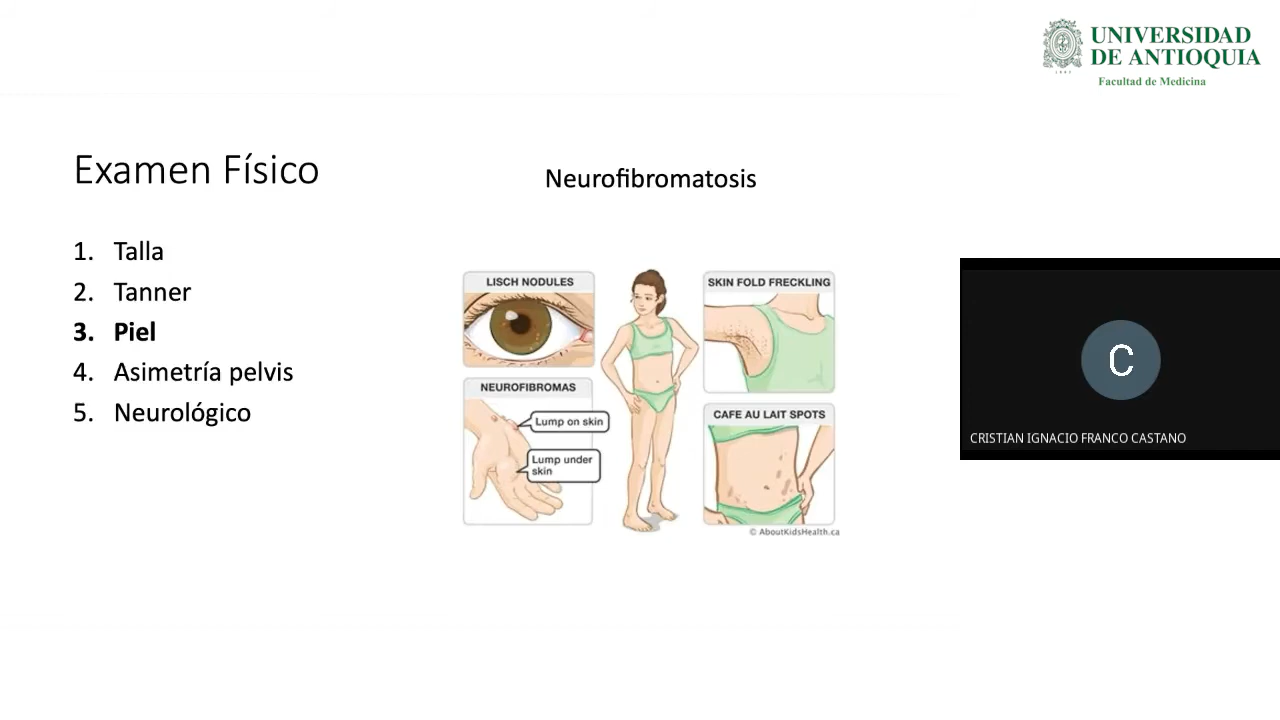 UNIVERSIDAD
DE ANTIOQUIA
1803
Facultad de Medicina
Examen Físico
Neurofibromatosis
1. Talla
2. Tanner
3. Piel
4. Asimetría pelvis
5. Neurológico
LISCH NODULES
SKIN FOLD FRECKLING
NEUROFIBROMAS
Lump on skin
Lump under
skin
CAFE AU LAIT SPOTS
© AboutKidsHealth.ca
C
CRISTIAN IGNACIO FRANCO CASTANO